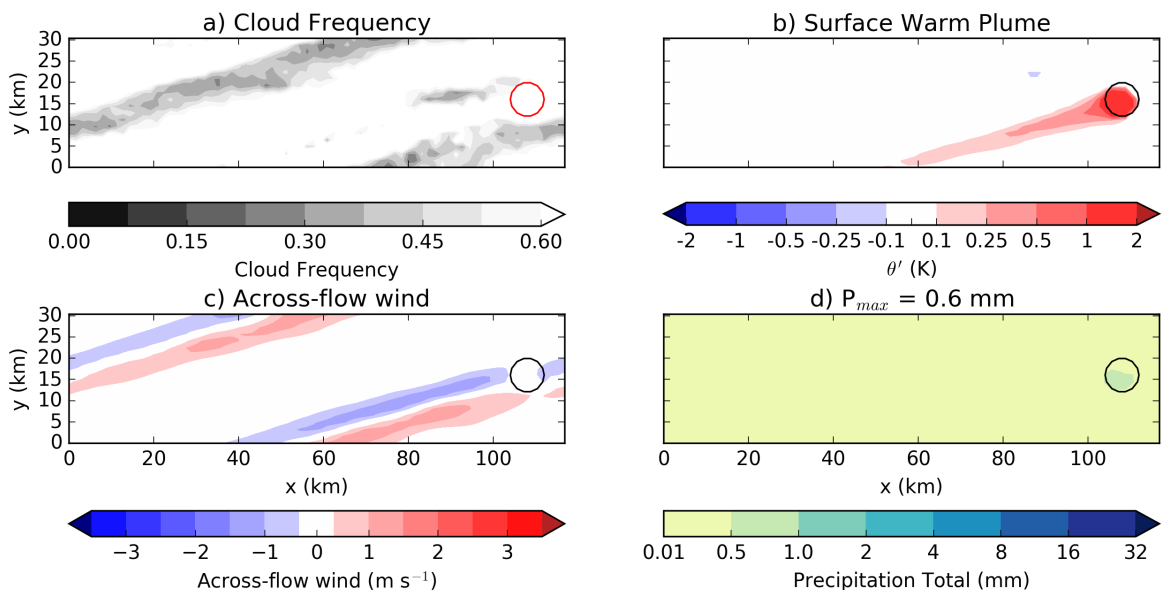 a) Cloud Frequency
b) Surface Warm Plume
30
25
20
15
10
5
0
y (km)
0.00 0.15 0.30 0.45 0.60
Cloud Frequency
-2 -1 -0.5 -0.25 -0.1 0.1 0.25 0.5 1 2
θ′ (K)
c) Across-flow wind
d) Pmax = 0.6 mm
30
25
20
15
10
5
0
y (km)
0 20 40 60 80 100
x (km)
0 20 40 60 80 100
x (km)
−3 −2 −1 0 1 2 3
Across-flow wind (m s−1)
0.01 0.5 1.0 2 4 8 16 32
Precipitation Total (mm)